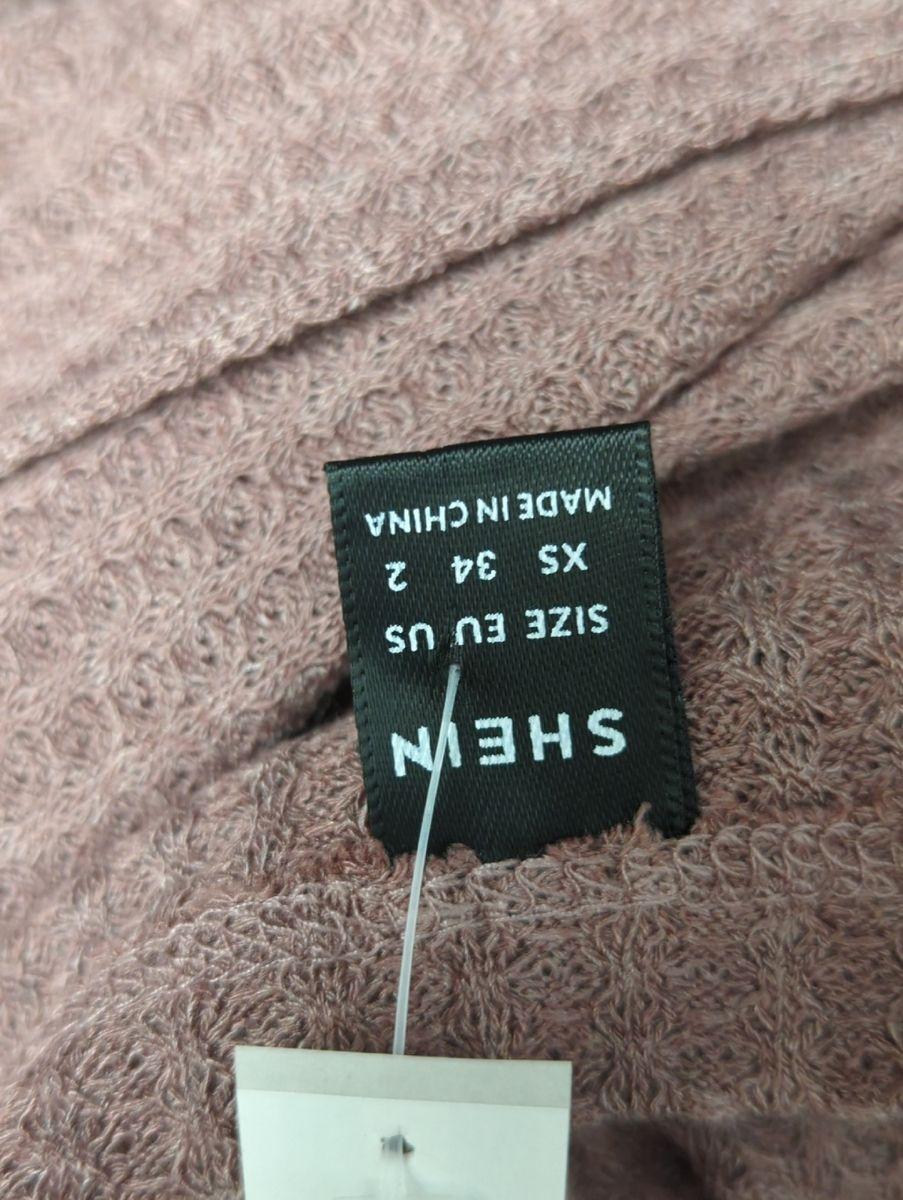 SHEIN
SIZE EU US
XS 34 2
MADE IN CHINA